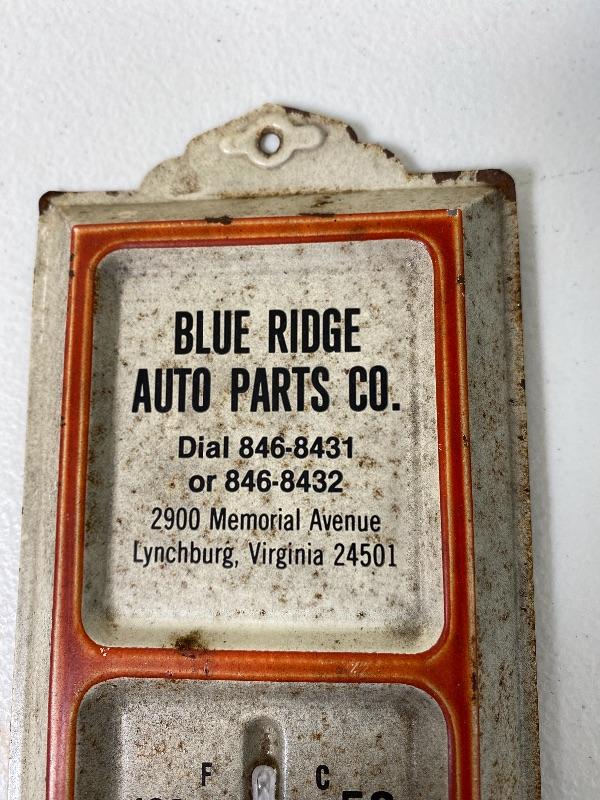 BLUE RIDGE
AUTO PARTS CO.
Dial 846-8431
or 846-8432
2900 Memorial Avenue
Lynchburg, Virginia 24501
F C